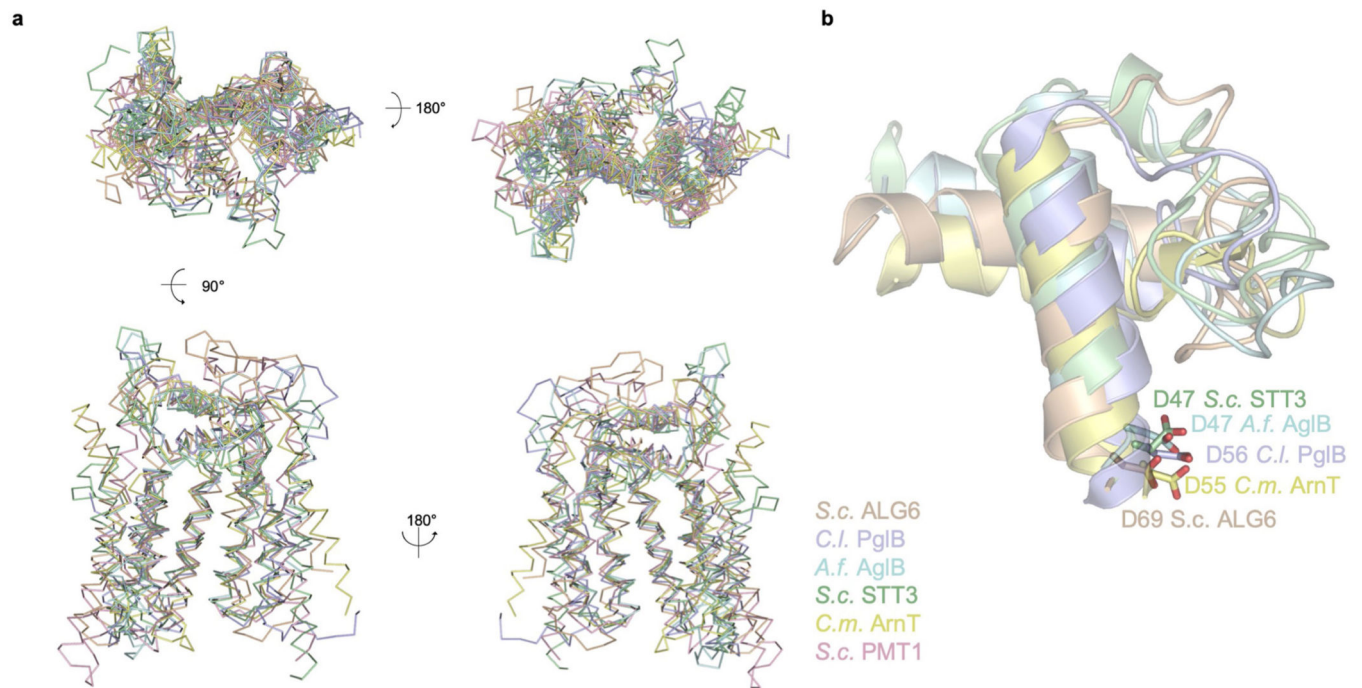 a
b
180°
90°
180°
D47 S.c. STT3
D47 A.f. AglB
D56 C.l. PglB
D55 C.m. ArnT
D69 S.c. ALG6
S.c. ALG6
C.l. PglB
A.f. AglB
S.c. STT3
C.m. ArnT
S.c. PMT1